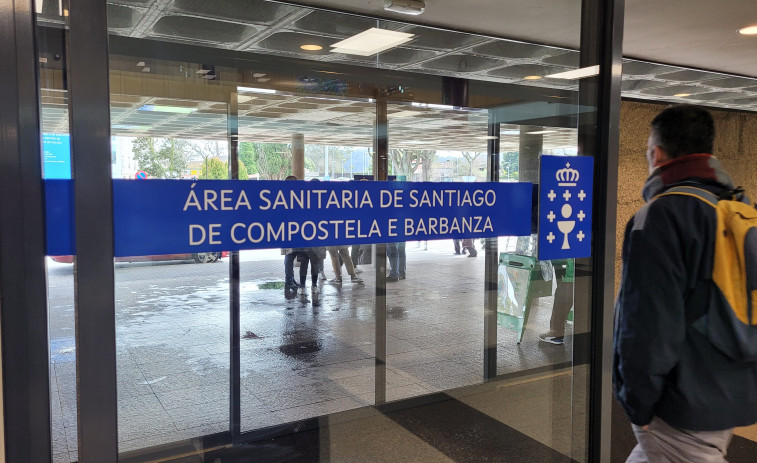 ÁREA SANITARIA DE SANTIAGO
DE COMPOSTELA E BARBANZA